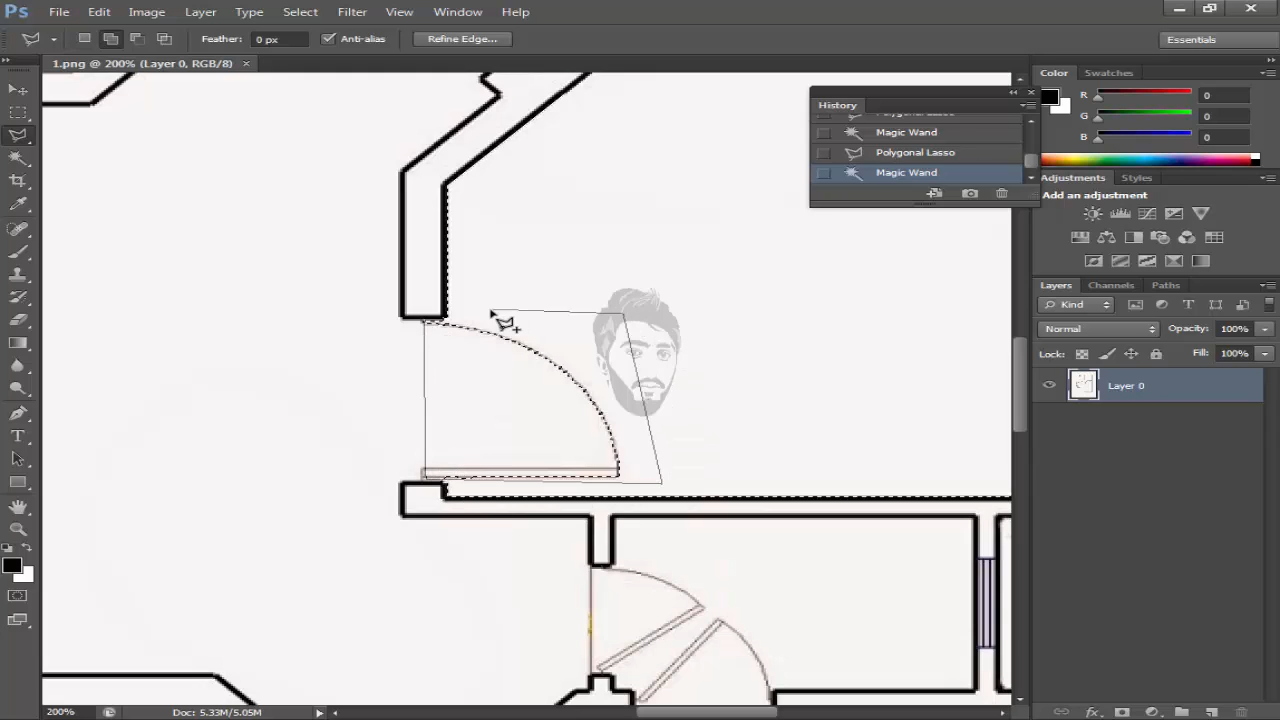 Ps File Edit Image Layer Type Select Filter View Window Help
Feather: 0 px Anti-alias Refine Edge... Essentials
1.png @ 200% (Layer 0, RGB/8)
Color Swatches
R 0
G 0
B 0
History
Magic Wand
Polygonal Lasso
Magic Wand
Adjustments Styles
Add an adjustment
Layers Channels Paths
Kind
Normal Opacity: 100%
Lock: Fill: 100%
Layer 0
200% Doc: 5.33M/5.05M